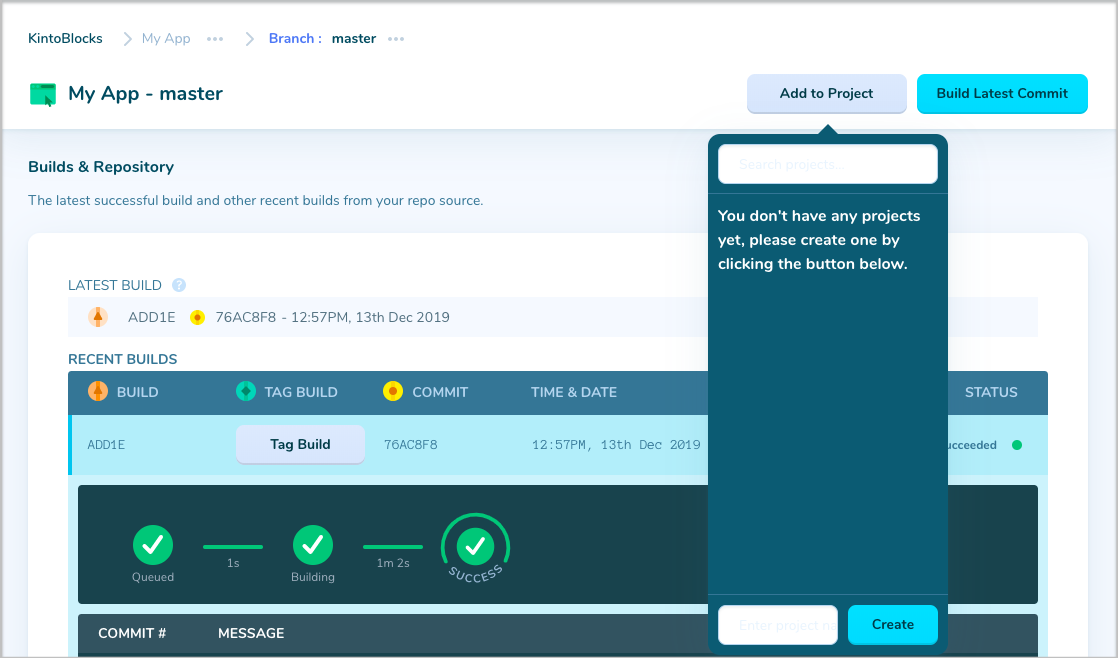 KintoBlocks My App ••• Branch : master •••
My App - master
Add to Project
Build Latest Commit
Search projects...
You don't have any projects
yet, please create one by
clicking the button below.
Builds & Repository
The latest successful build and other recent builds from your repo source.
LATEST BUILD ?
ADD1E 76AC8F8 - 12:57PM, 13th Dec 2019
RECENT BUILDS
BUILD TAG BUILD COMMIT TIME & DATE STATUS
ADD1E Tag Build 76AC8F8 12:57PM, 13th Dec 2019 ucceeded
1s
1m 2s
Queued
Building
SUCCESS
COMMIT # MESSAGE
Enter project na
Create